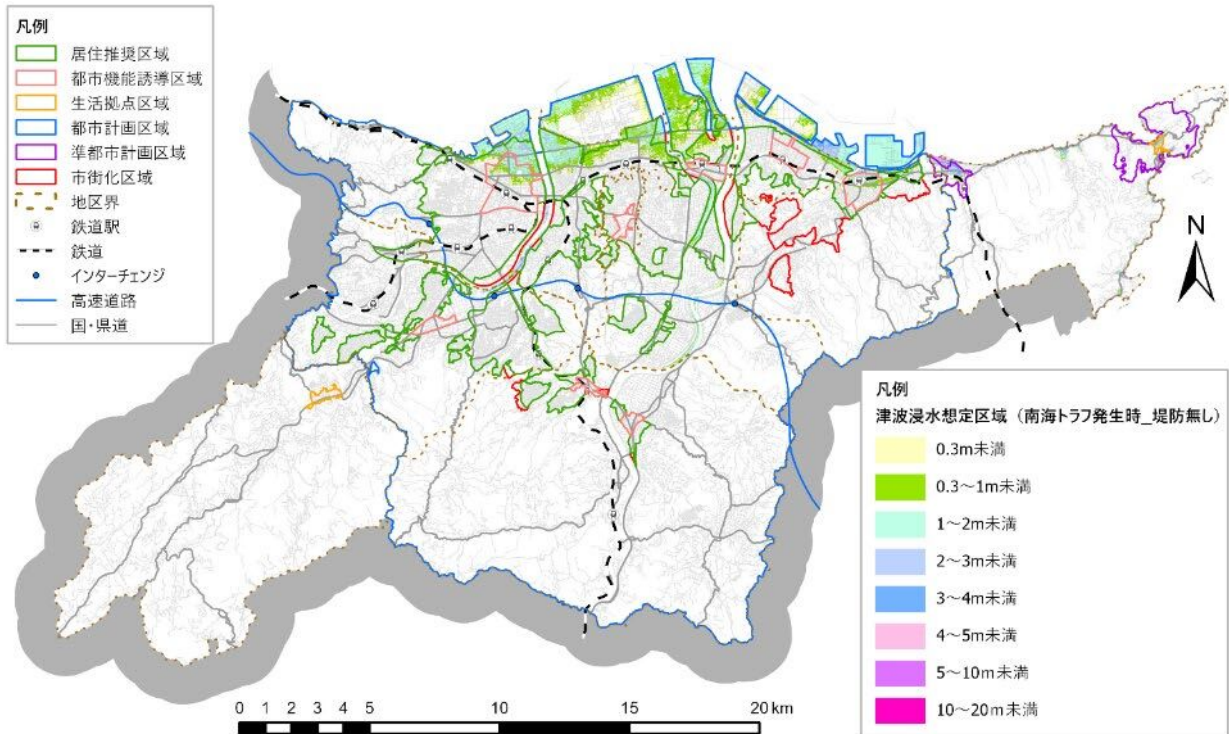 凡例
居住推奨区域
都市機能誘導区域
生活拠点区域
都市計画区域
準都市計画区域
市街化区域
地区界
鉄道駅
鉄道
インターチェンジ
高速道路
国・県道
N
凡例
津波浸水想定区域（南海トラフ発生時_堤防無し）
0.3m未満
0.3～1m未満
1～2m未満
2～3m未満
3～4m未満
4～5m未満
5～10m未満
10～20m未満
0 1 2 3 4 5 10 15 20 km